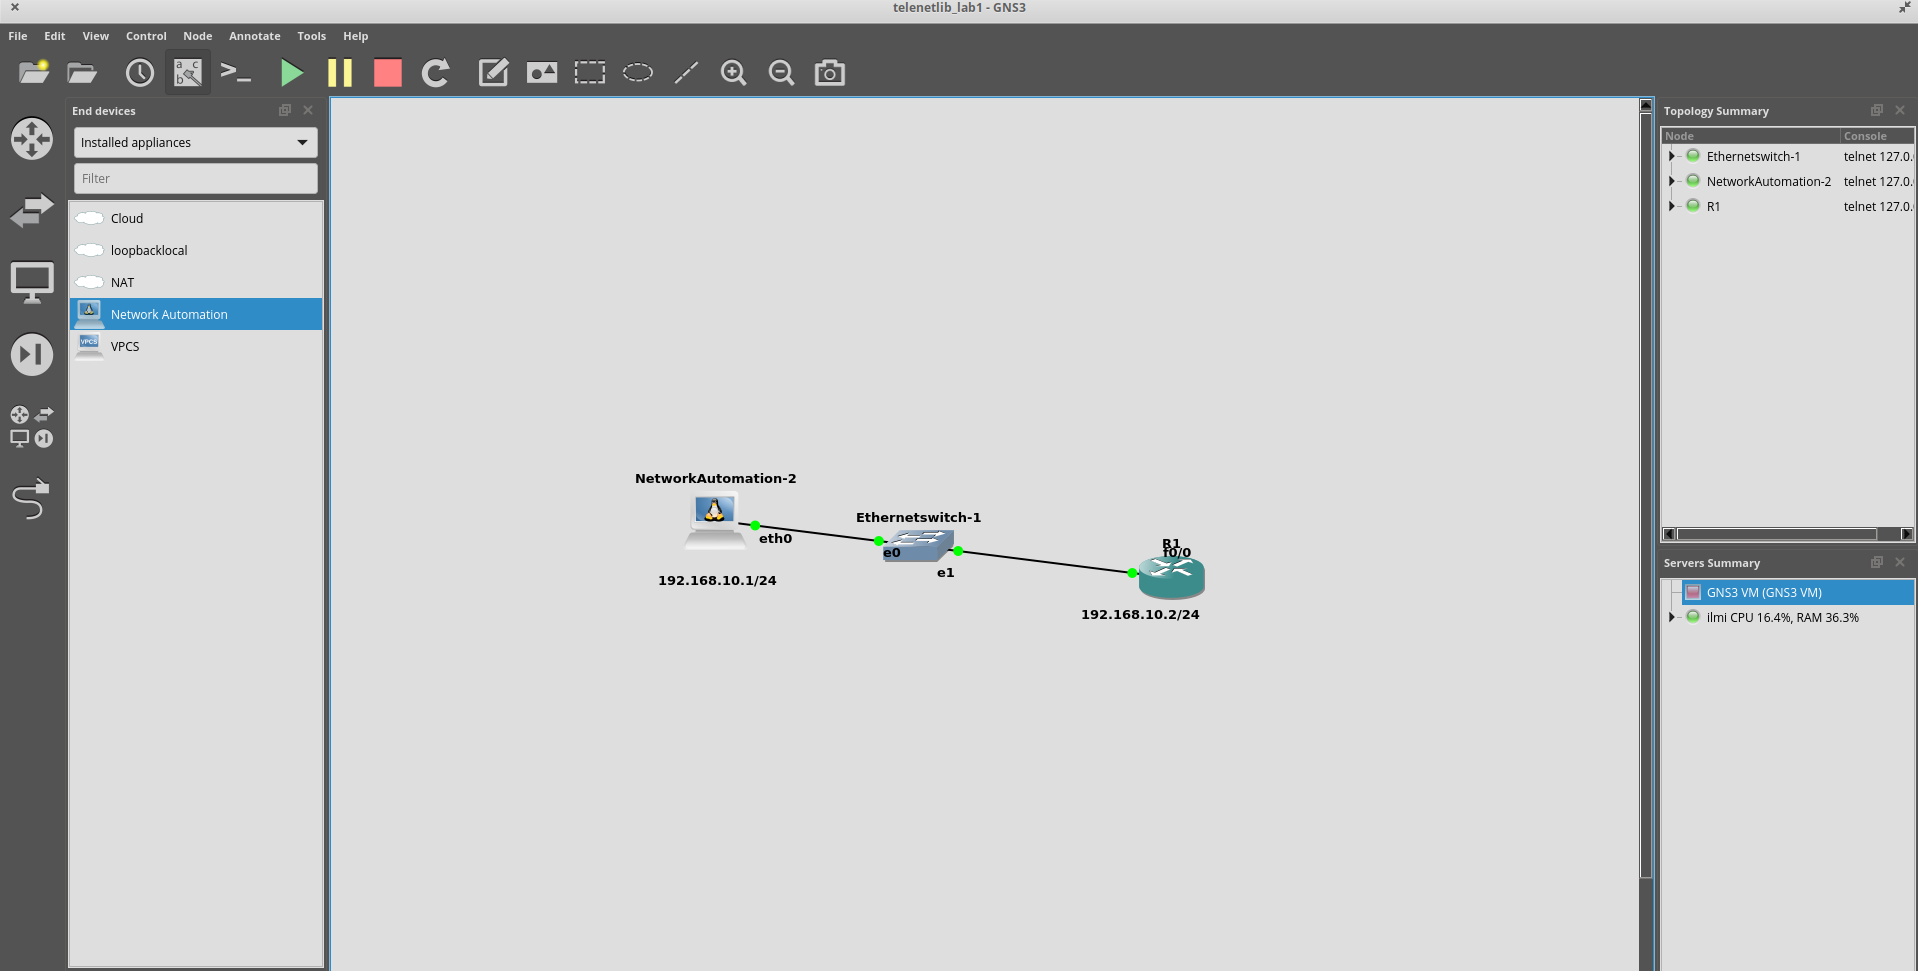 telenetlib_lab1 - GNS3
File Edit View Control Node Annotate Tools Help
a c
b
>_
End devices
Installed appliances
Filter
Cloud
loopbacklocal
NAT
Network Automation
VPCS
VPCS
NetworkAutomation-2
eth0
192.168.10.1/24
Ethernetswitch-1
e0
e1
R1
f0/0
192.168.10.2/24
Topology Summary
Node Console
Ethernetswitch-1 telnet 127.0.
NetworkAutomation-2 telnet 127.0.
R1 telnet 127.0.
Servers Summary
GNS3 VM (GNS3 VM)
ilmi CPU 16.4%, RAM 36.3%